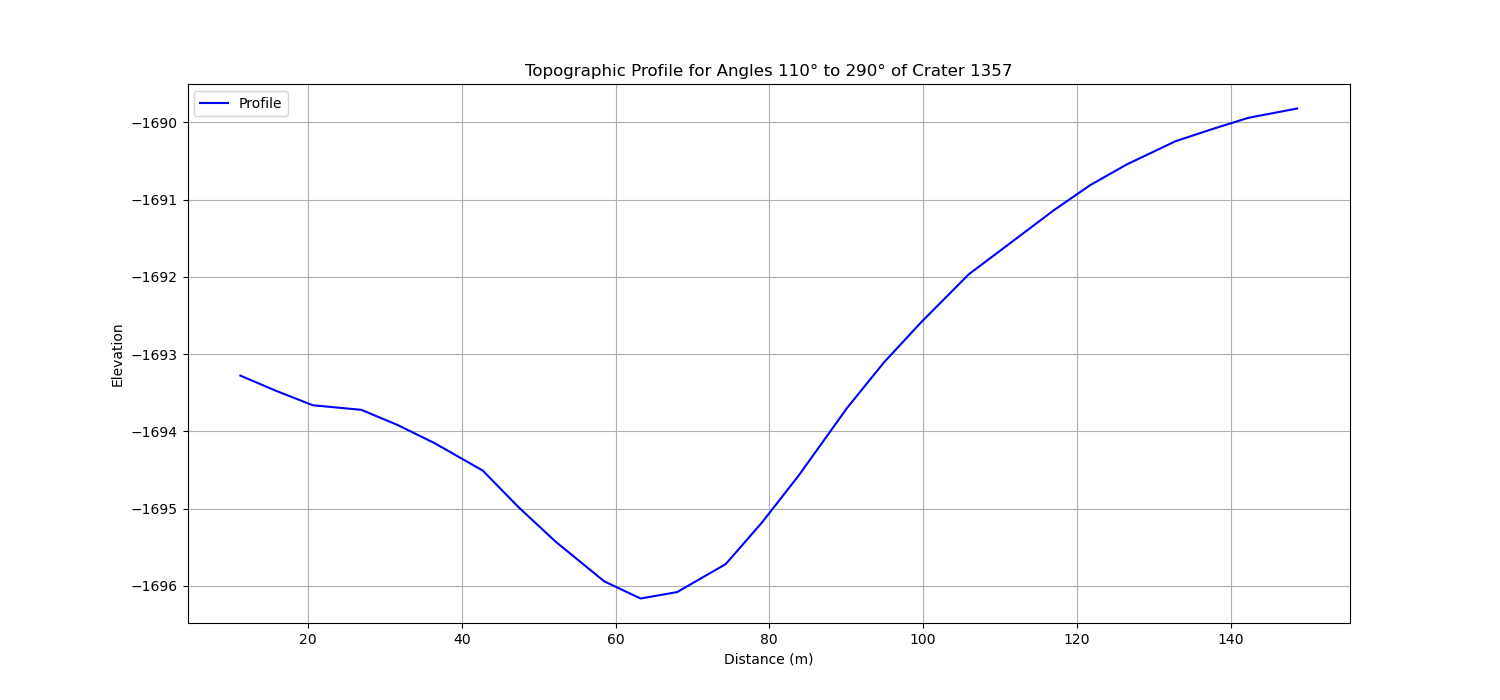 Topographic Profile for Angles 110° to 290° of Crater 1357
Profile
−1690
−1691
−1692
−1693
−1694
−1695
−1696
Elevation
20 40 60 80 100 120 140
Distance (m)